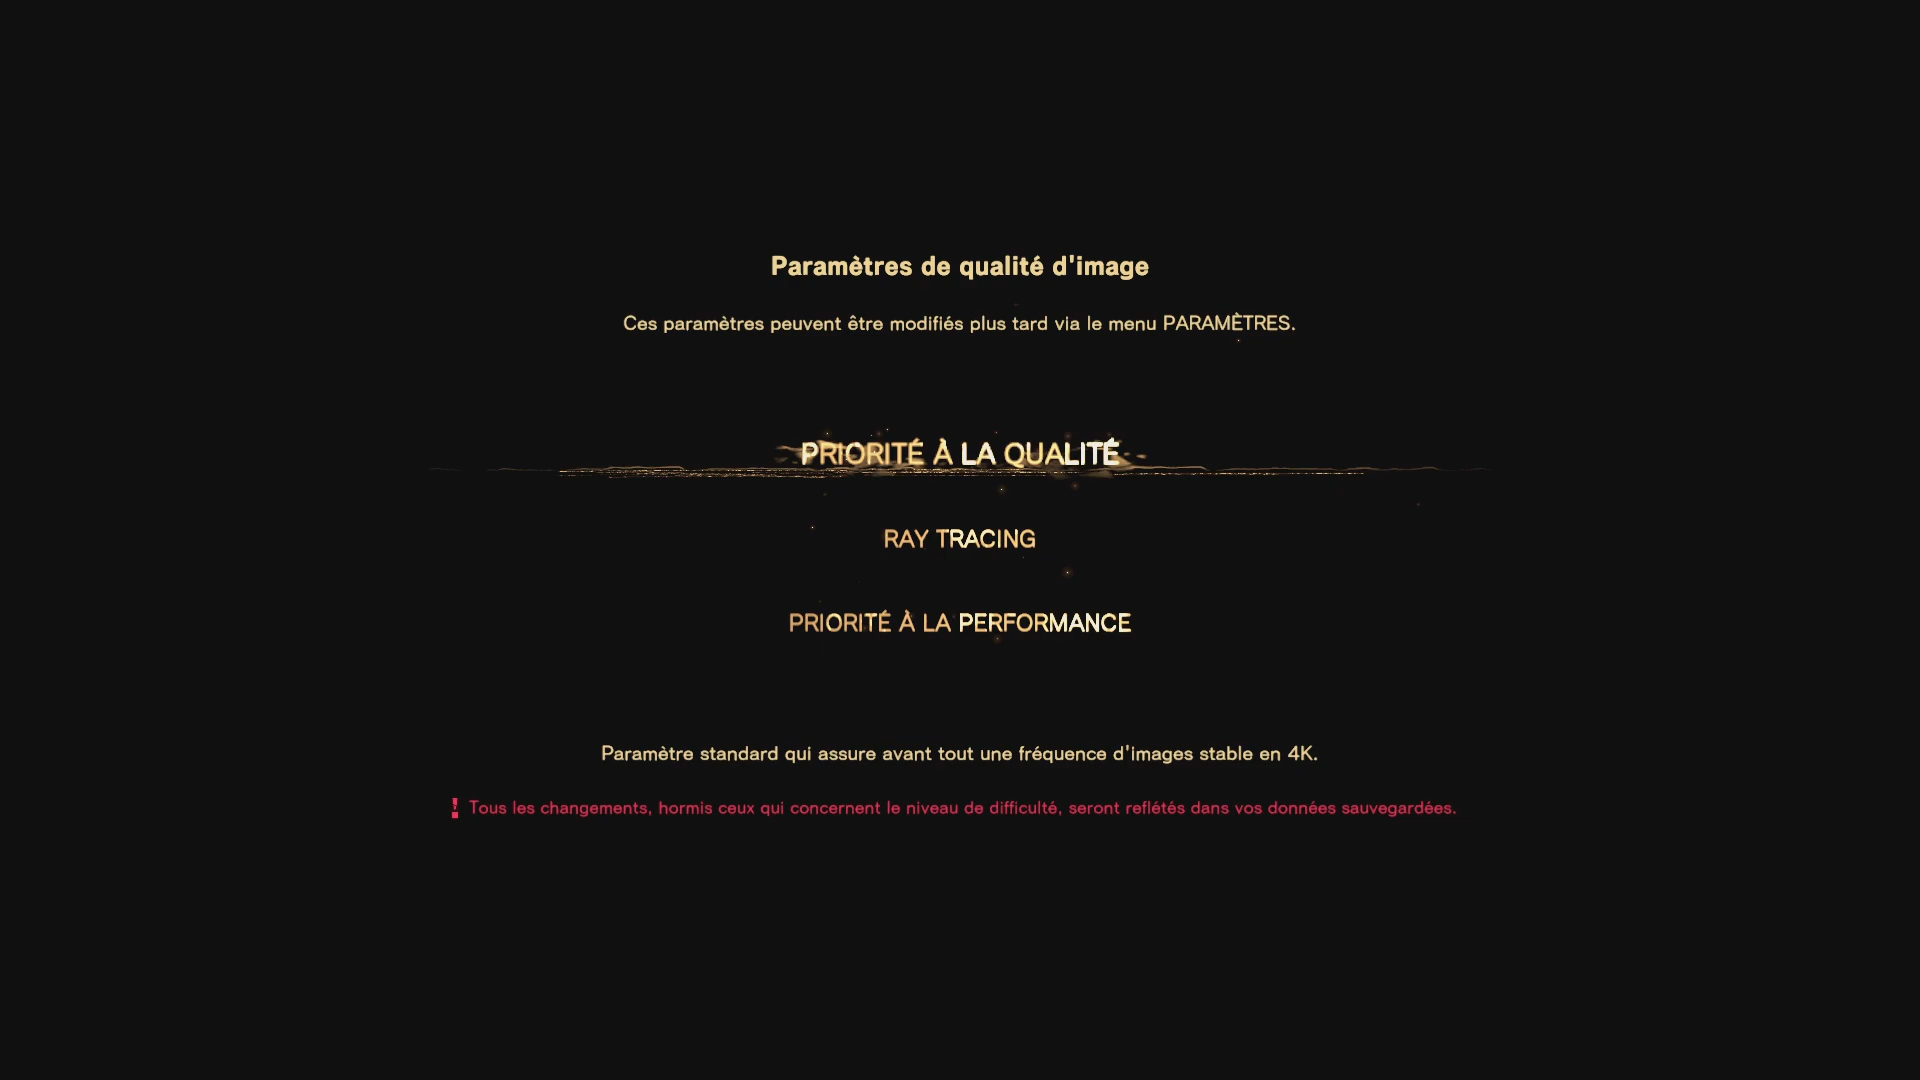 Paramètres de qualité d'image
Ces paramètres peuvent être modifiés plus tard via le menu PARAMÈTRES.
PRIORITÉ À LA QUALITÉ
RAY TRACING
PRIORITÉ À LA PERFORMANCE
Paramètre standard qui assure avant tout une fréquence d'images stable en 4K.
! Tous les changements, hormis ceux qui concernent le niveau de difficulté, seront reflétés dans vos données sauvegardées.